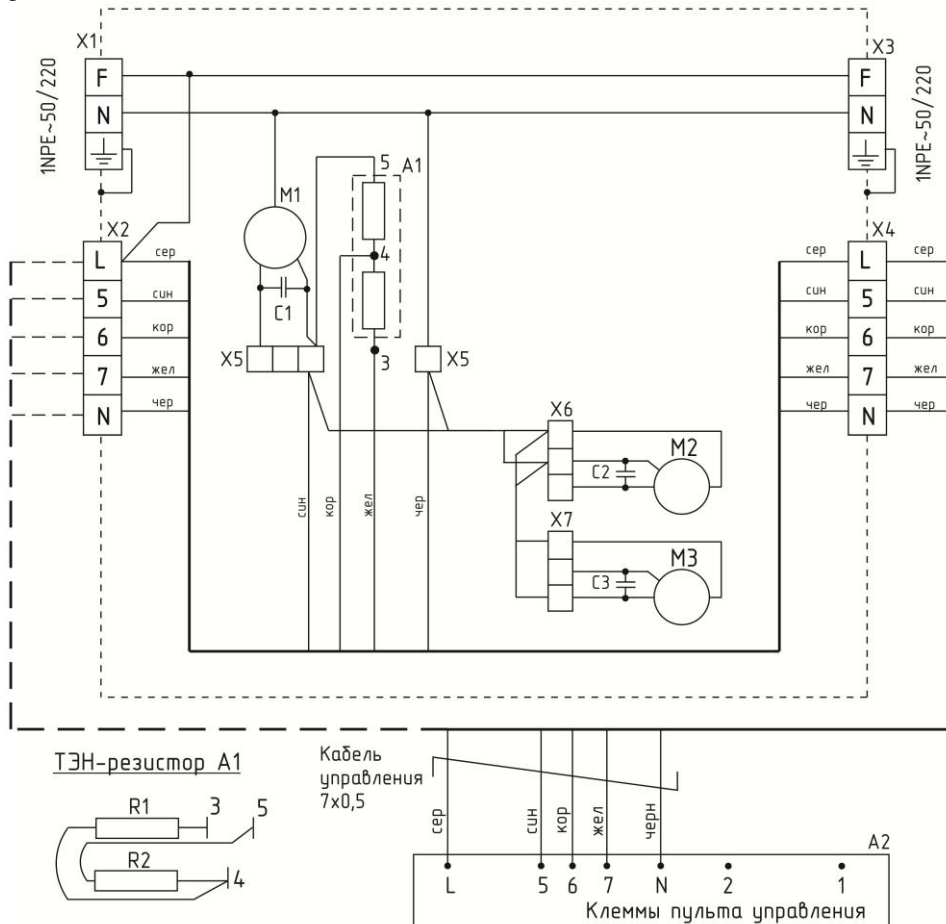 X1
X3
F
F
N
N
1NPE~50/220
1NPE~50/220
5
A1
M1
X2
X4
L
сер
4
сер
L
сер
5
син
C1
син
5
син
6
кор
кор
6
кор
X5
3
X5
7
жел
жел
7
жел
N
чер
чер
N
чер
X6
M2
C2
син
кор
жел
чер
X7
M3
C3
ТЭН-резистор A1
R1
3
5
R2
4
Кабель
управления
7x0,5
сер
син
кор
жел
черн
A2
L
5
6
7
N
2
1
Клеммы пульта управления